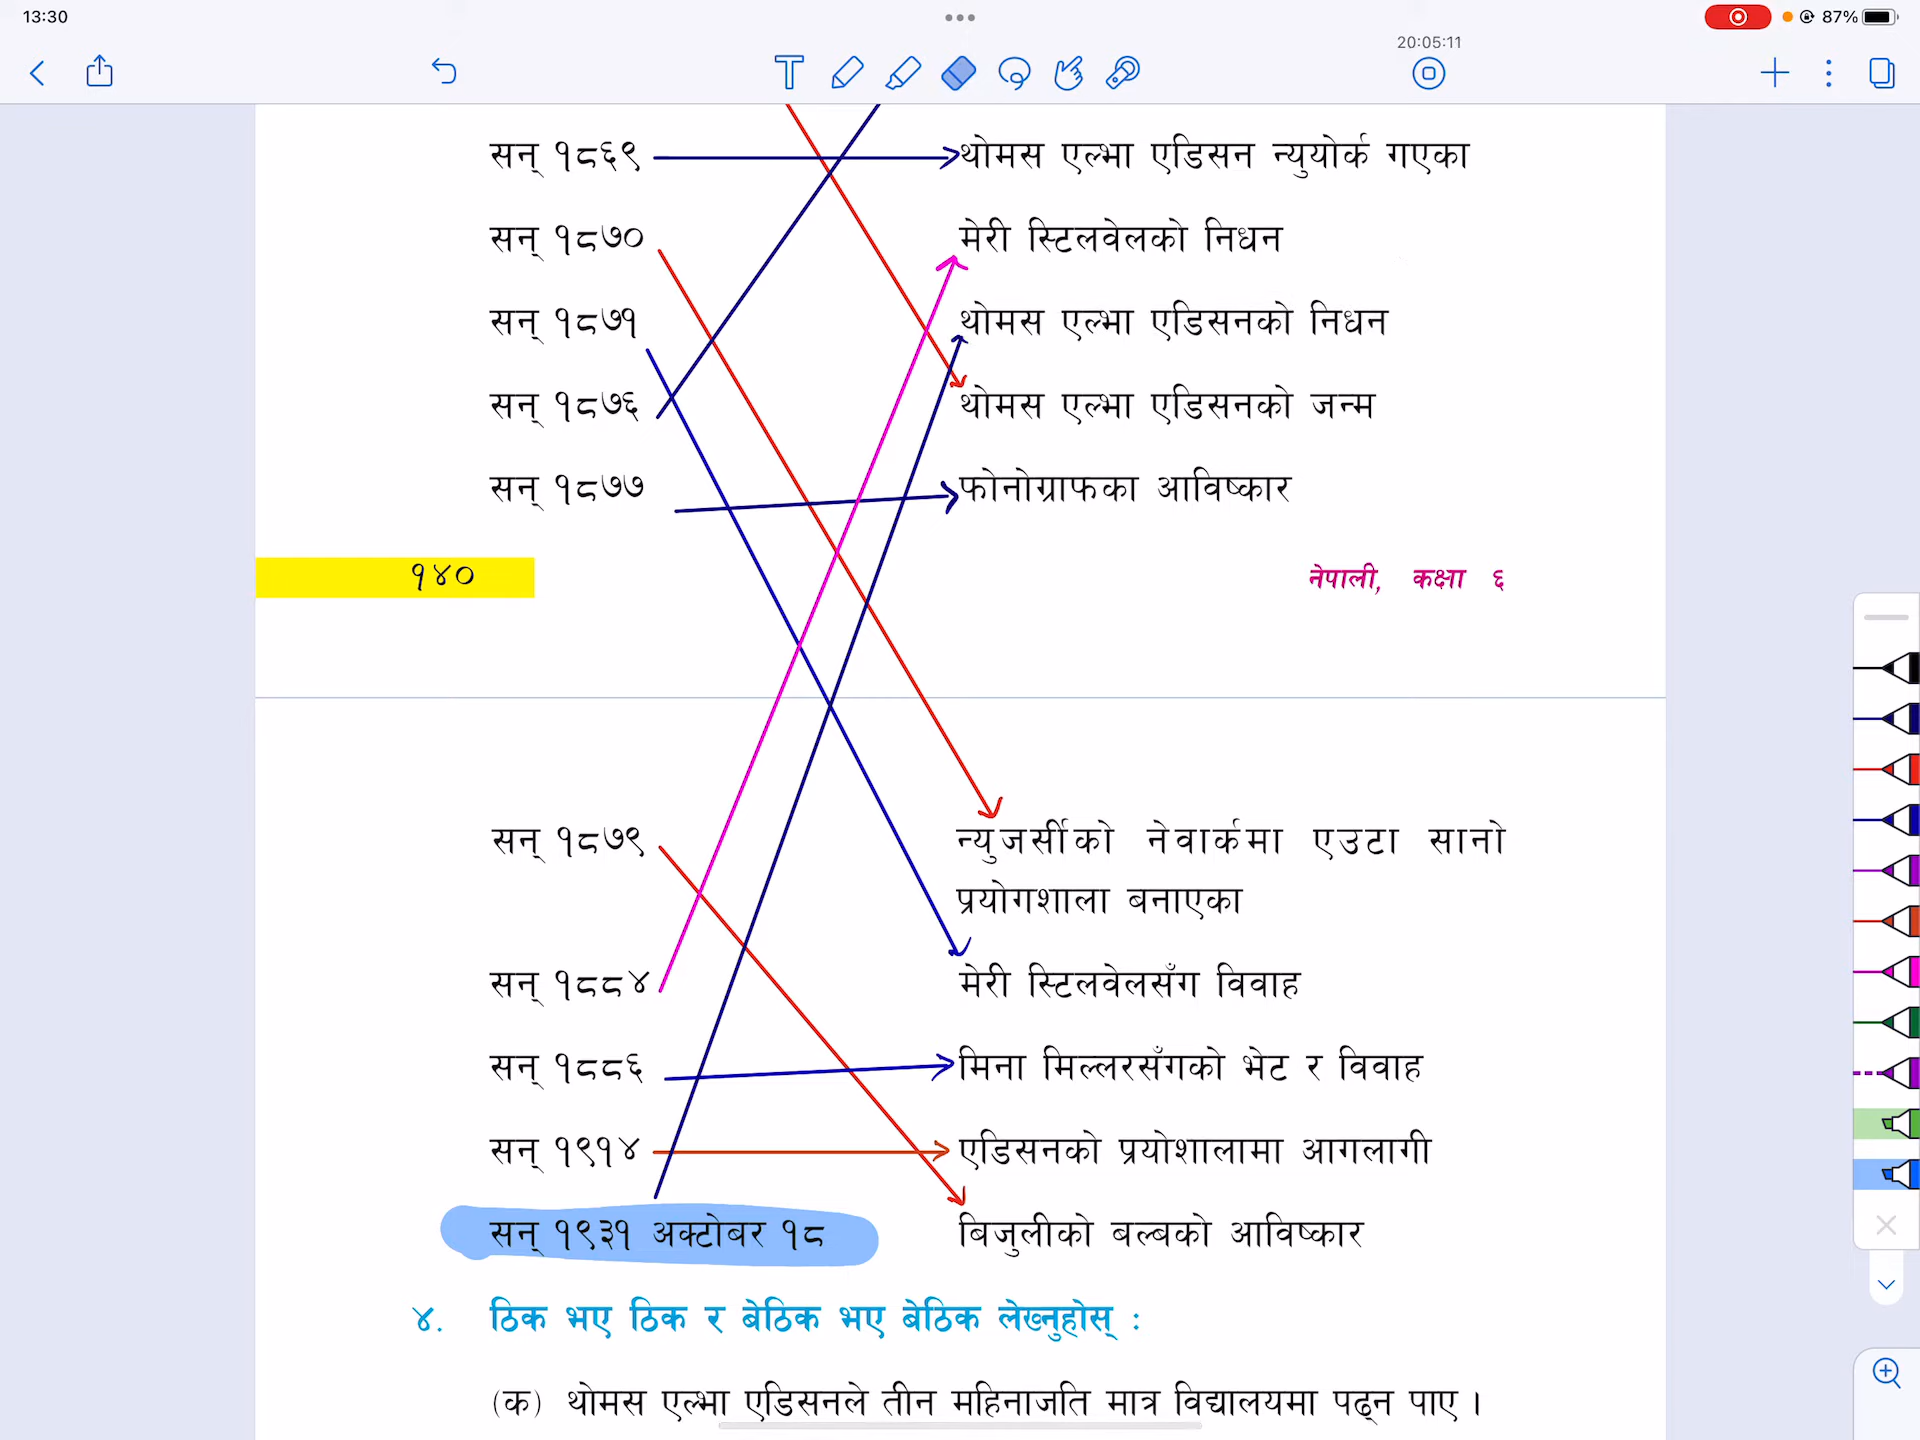 13:30
87%
20:05:11
सन् १८६९ थोमस एल्भा एडिसन न्युयोर्क गएका
सन् १८७० मेरी स्टिलवेलको निधन
सन् १८७१ थोमस एल्भा एडिसनको निधन
सन् १८७६ थोमस एल्भा एडिसनको जन्म
सन् १८७७ फोनोग्राफका आविष्कार
१४० नेपाली, कक्षा ६
सन् १८७९ न्युजर्सीको नेवार्कमा एउटा सानो
प्रयोगशाला बनाएका
सन् १८८४ मेरी स्टिलवेलसँग विवाह
सन् १८८६ मिना मिल्लरसँगको भेट र विवाह
सन् १९१४ एडिसनको प्रयोशालामा आगलागी
सन् १९३१ अक्टोबर १८ बिजुलीको बल्बको आविष्कार
४. ठिक भए ठिक र बेठिक भए बेठिक लेख्नुहोस् :
(क) थोमस एल्भा एडिसनले तीन महिनाजति मात्र विद्यालयमा पढ्न पाए ।